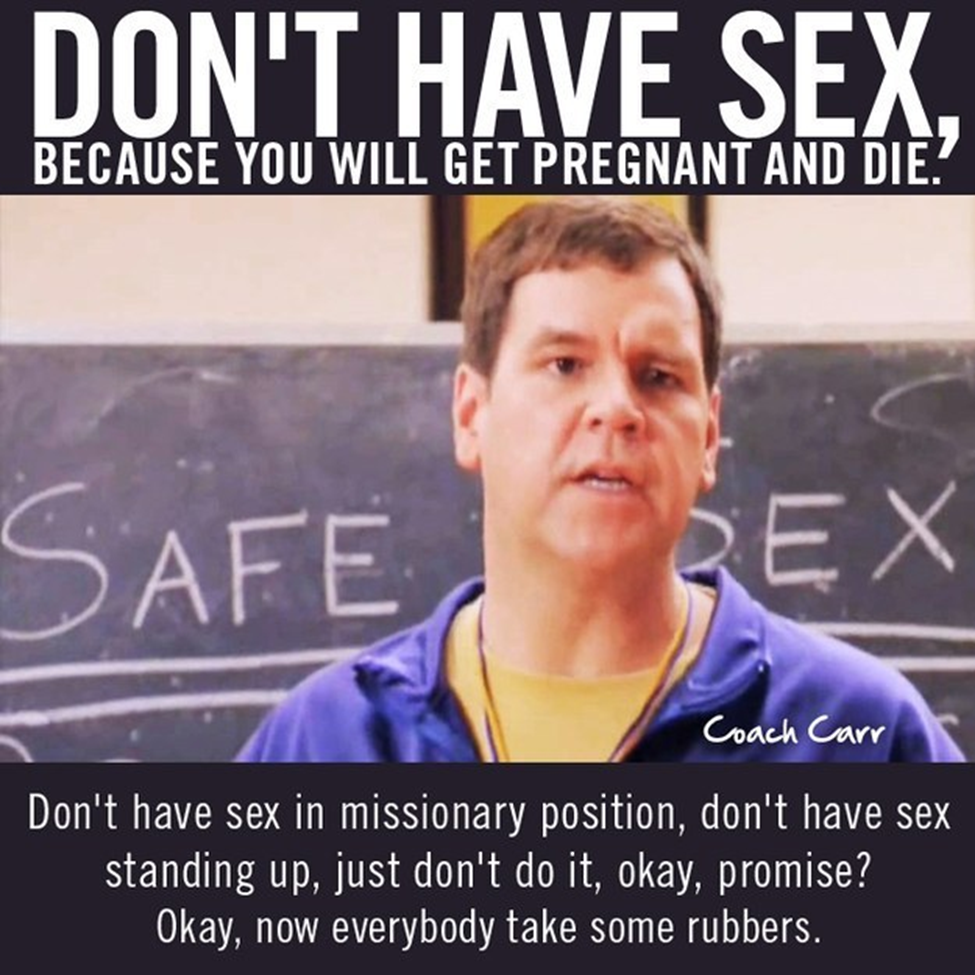 DON'T HAVE SEX,
BECAUSE YOU WILL GET PREGNANT AND DIE.
SAFE SEX
Coach Carr
Don't have sex in missionary position, don't have sex
standing up, just don't do it, okay, promise?
Okay, now everybody take some rubbers.